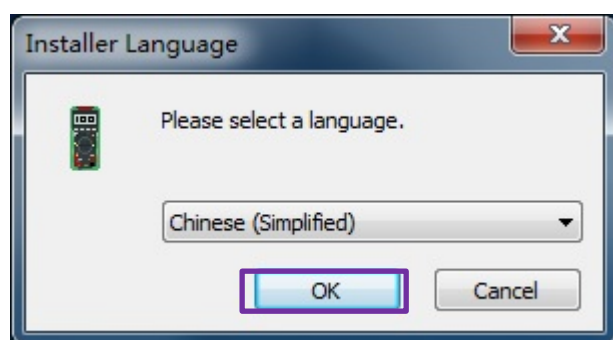 Installer Language
Please select a language.
Chinese (Simplified)
OK
Cancel